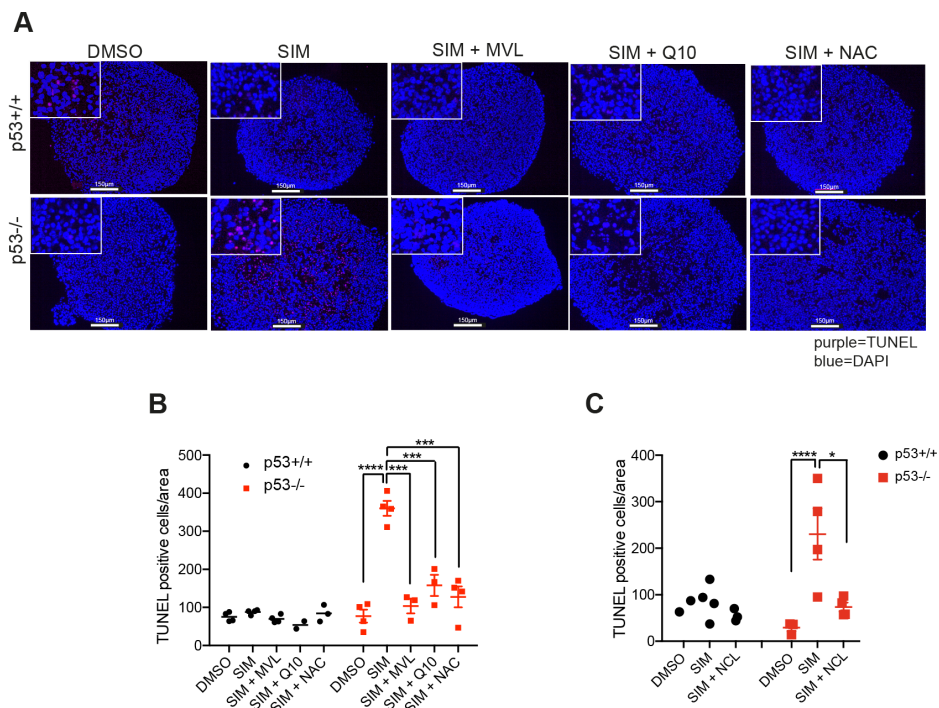 A
DMSO SIM SIM + MVL SIM + Q10 SIM + NAC
p53+/+
150μm 150μm 150μm 150μm 150μm
p53-/-
150μm 150μm 150μm 150μm 150μm
purple=TUNEL
blue=DAPI
B
TUNEL positive cells/area
500
400
300
200
100
0
p53+/+
p53-/-
***
***
**** ***
DMSO SIM SIM + MVL SIM + Q10 SIM + NAC DMSO SIM SIM + MVL SIM + Q10 SIM + NAC
C
TUNEL positive cells/area
400
300
200
100
0
p53+/+
p53-/-
**** *
DMSO SIM SIM + NCL DMSO SIM SIM + NCL